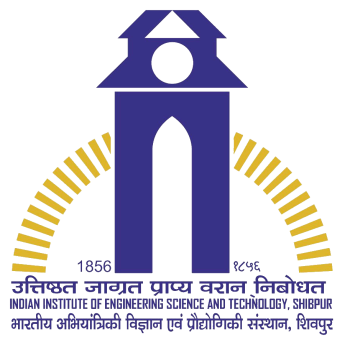 1856 १८५६
उत्तिष्ठत जाग्रत प्राप्य वरान निबोधत
INDIAN INSTITUTE OF ENGINEERING SCIENCE AND TECHNOLOGY, SHIBPUR
भारतीय अभियांत्रिकी विज्ञान एवं प्रौद्योगिकी संस्थान, शिवपुर